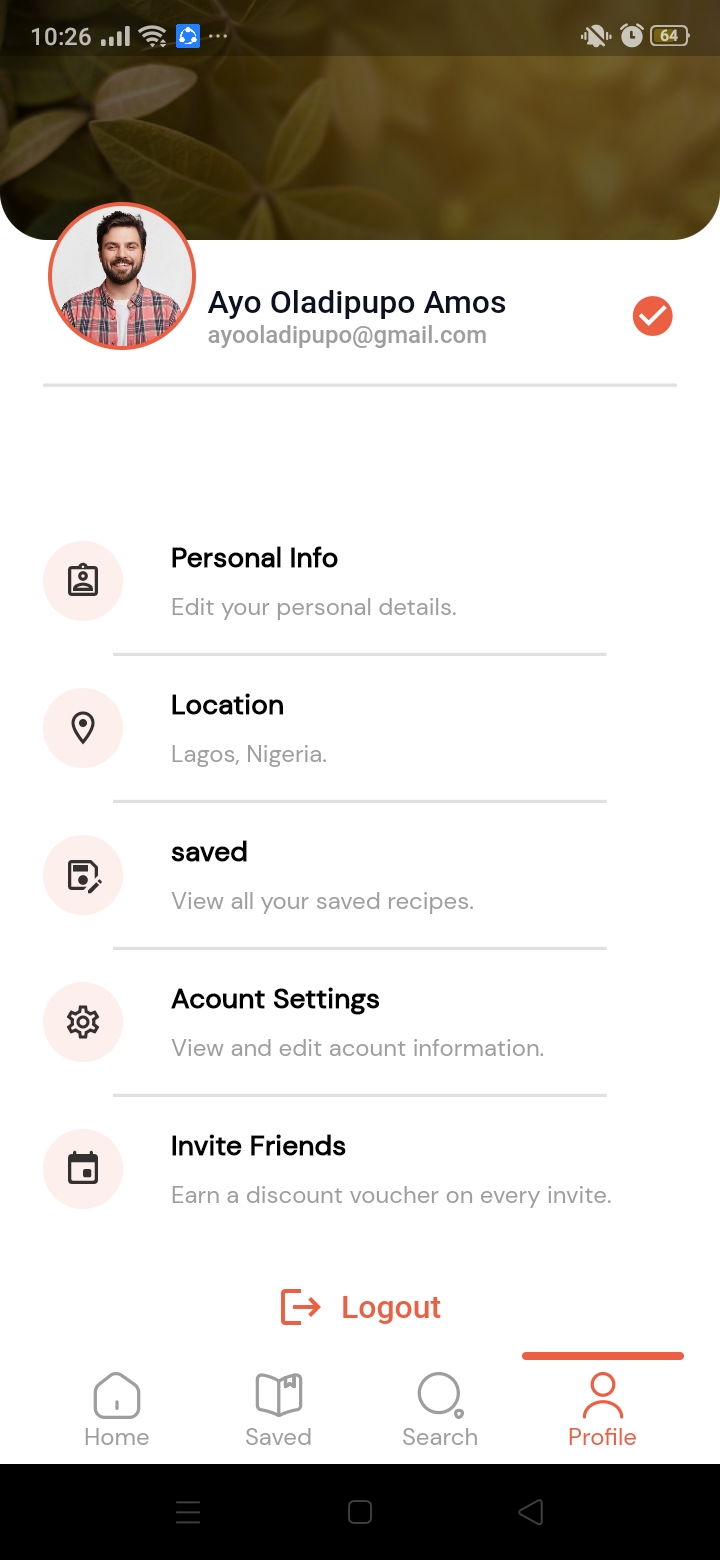 10:26
64
Ayo Oladipupo Amos
ayooladipupo@gmail.com
Personal Info
Edit your personal details.
Location
Lagos, Nigeria.
saved
View all your saved recipes.
Acount Settings
View and edit acount information.
Invite Friends
Earn a discount voucher on every invite.
Logout
Home Saved Search Profile